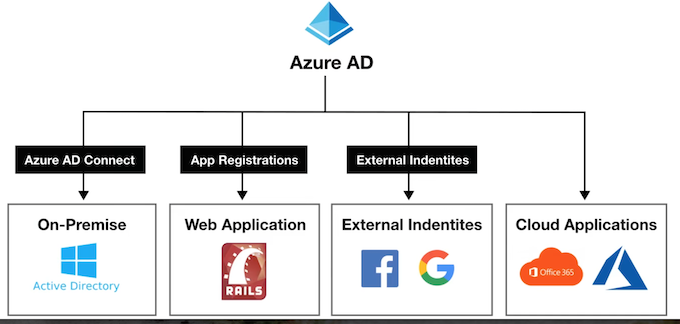 Azure AD
Azure AD Connect
App Registrations
External Indentites
On-Premise
Web Application
External Indentites
Cloud Applications
Active Directory
RAILS
Office 365